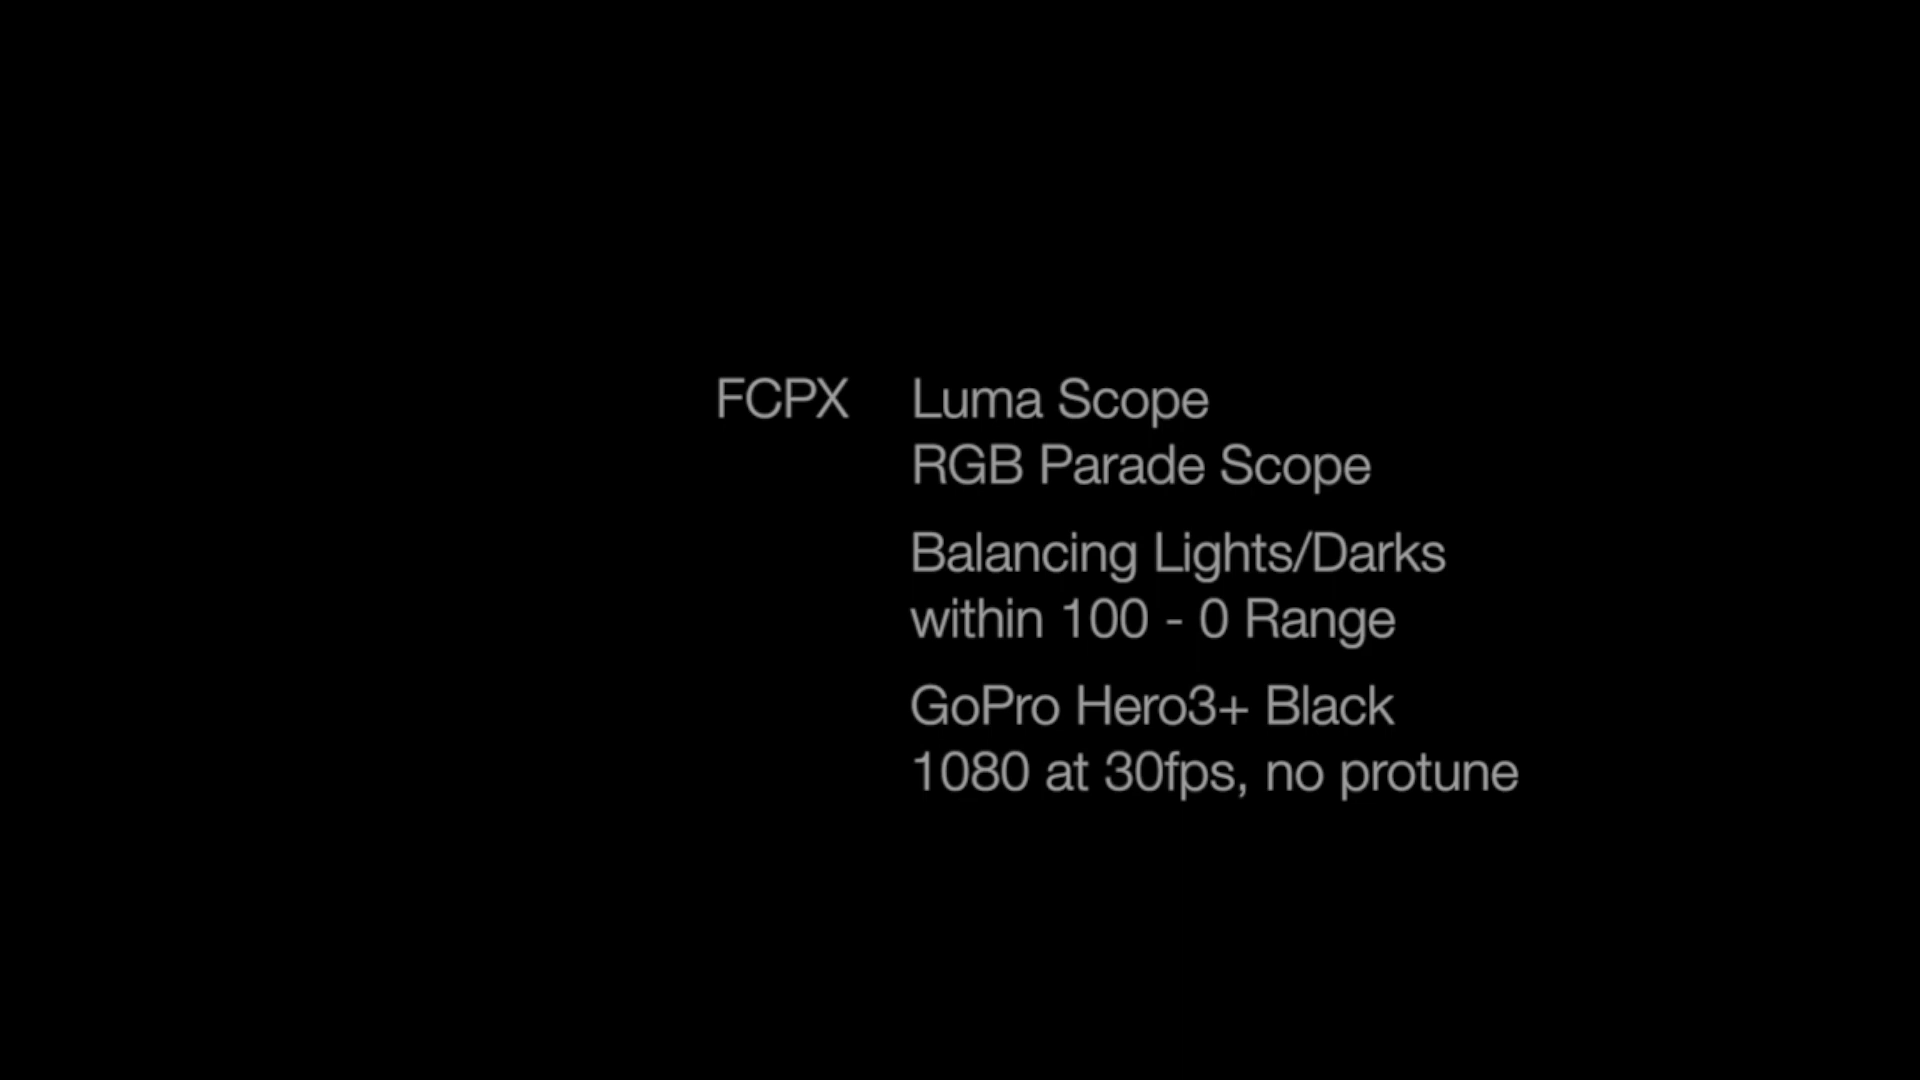 FCPX Luma Scope
RGB Parade Scope
Balancing Lights/Darks
within 100 - 0 Range
GoPro Hero3+ Black
1080 at 30fps, no protune